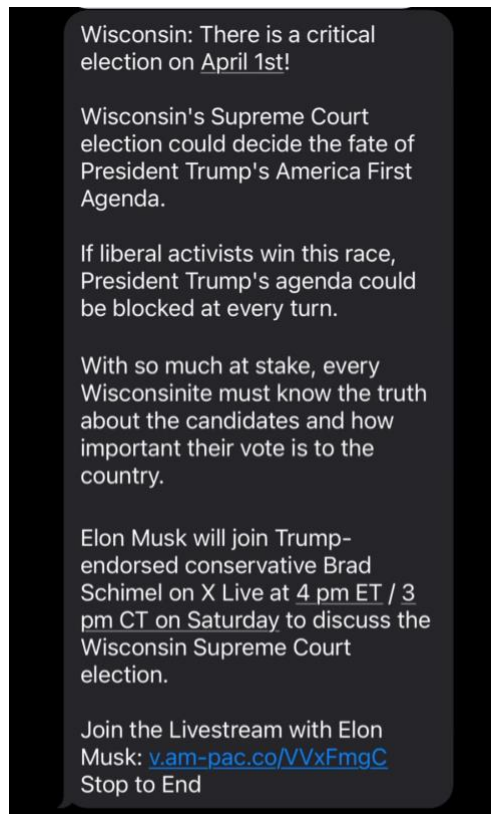 Wisconsin: There is a critical
election on April 1st!
Wisconsin's Supreme Court
election could decide the fate of
President Trump's America First
Agenda.
If liberal activists win this race,
President Trump's agenda could
be blocked at every turn.
With so much at stake, every
Wisconsinite must know the truth
about the candidates and how
important their vote is to the
country.
Elon Musk will join Trump-
endorsed conservative Brad
Schimel on X Live at 4 pm ET / 3
pm CT on Saturday to discuss the
Wisconsin Supreme Court
election.
Join the Livestream with Elon
Musk: v.am-pac.co/VVxFmgC
Stop to End